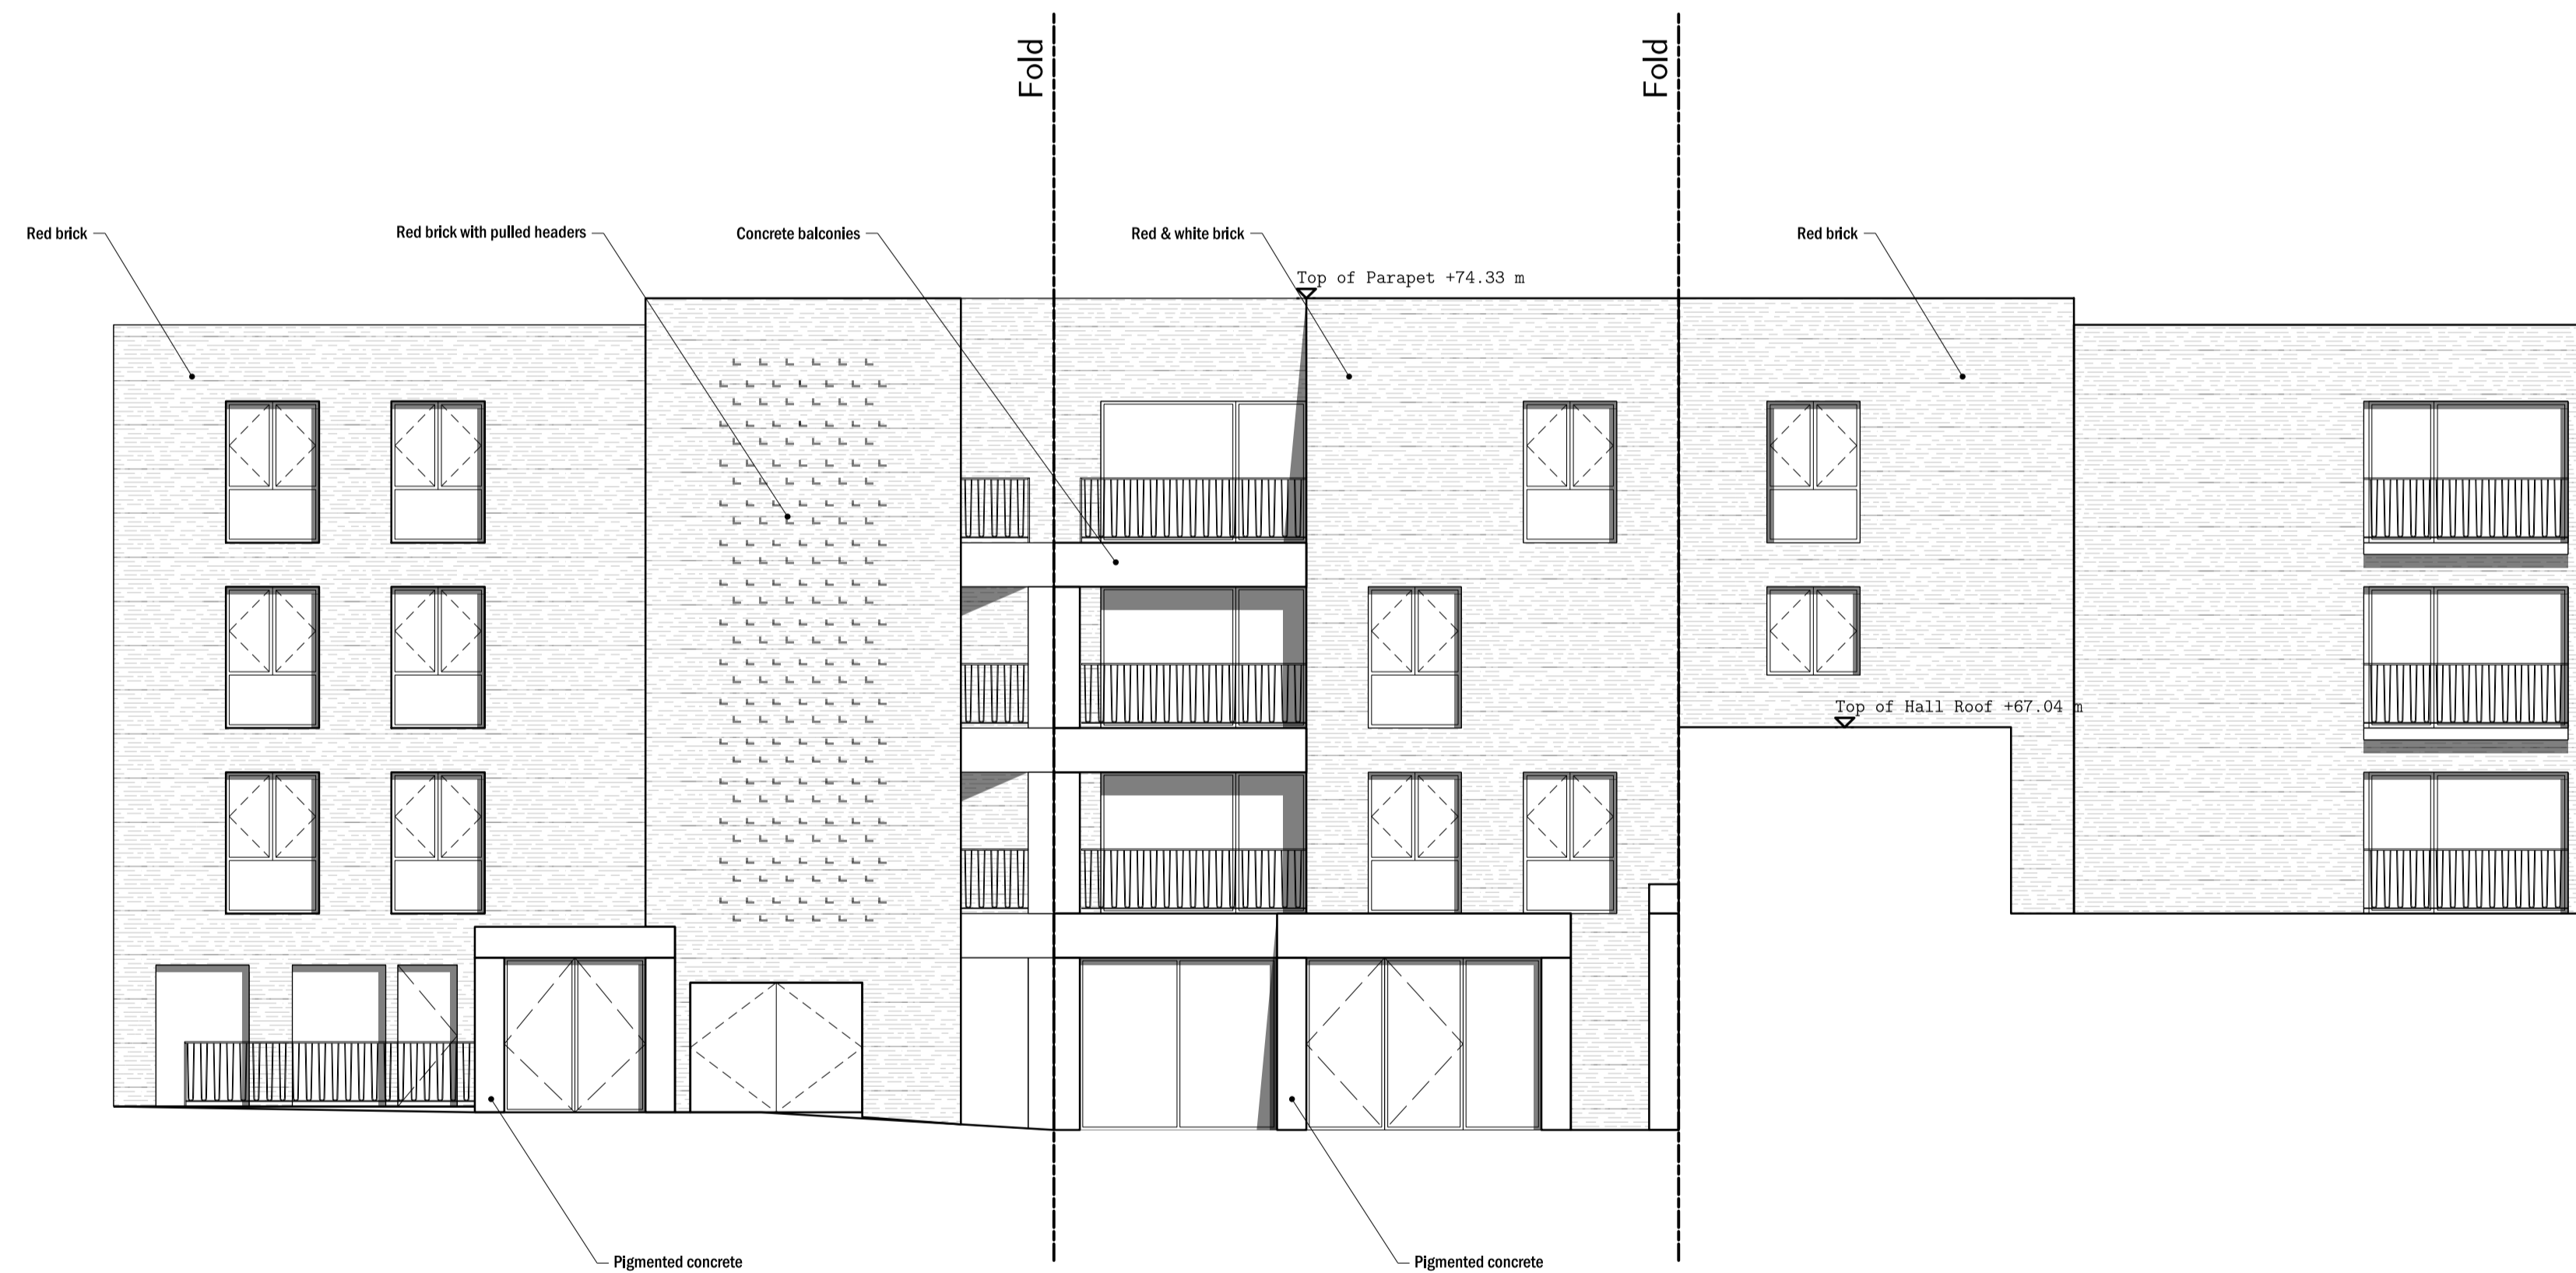 Fold
Fold
Red brick
Red brick with pulled headers
Concrete balconies
Red & white brick
Red brick
Top of Parapet +74.33 m
Top of Hall Roof +67.04 m
Pigmented concrete
Pigmented concrete